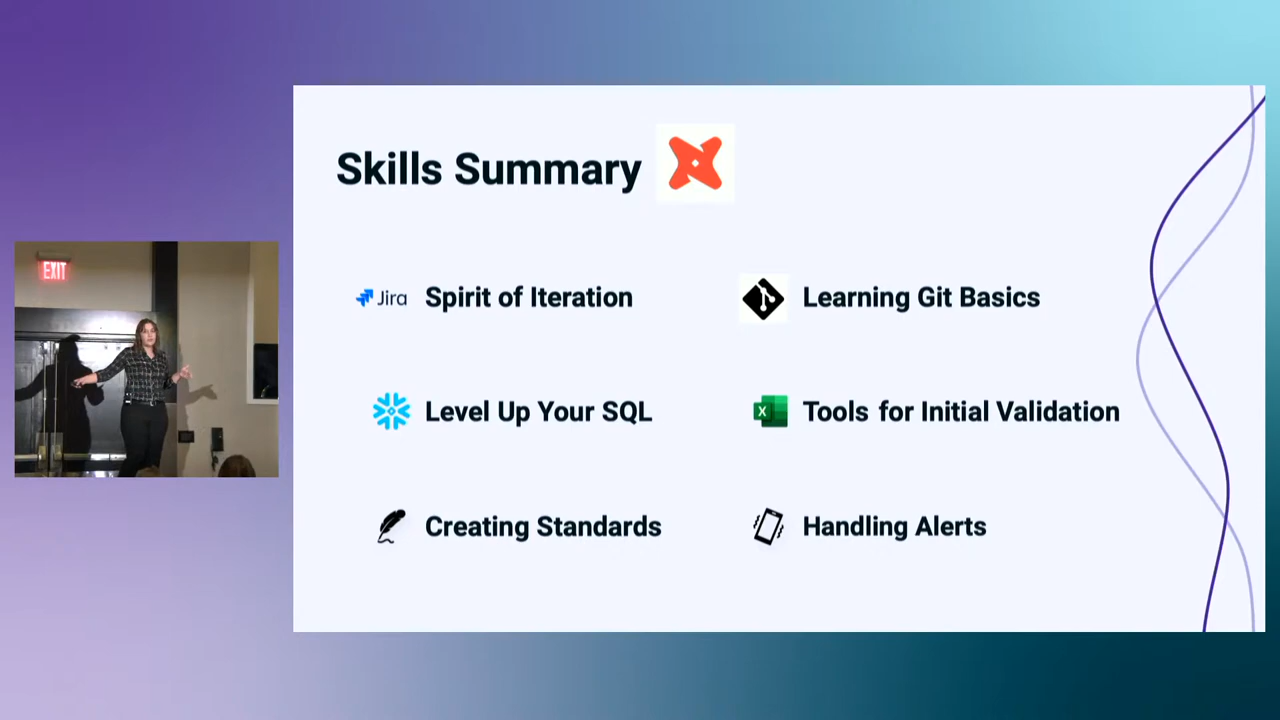 Skills Summary
EXIT
Jira Spirit of Iteration
Learning Git Basics
Level Up Your SQL
X Tools for Initial Validation
Creating Standards
Handling Alerts